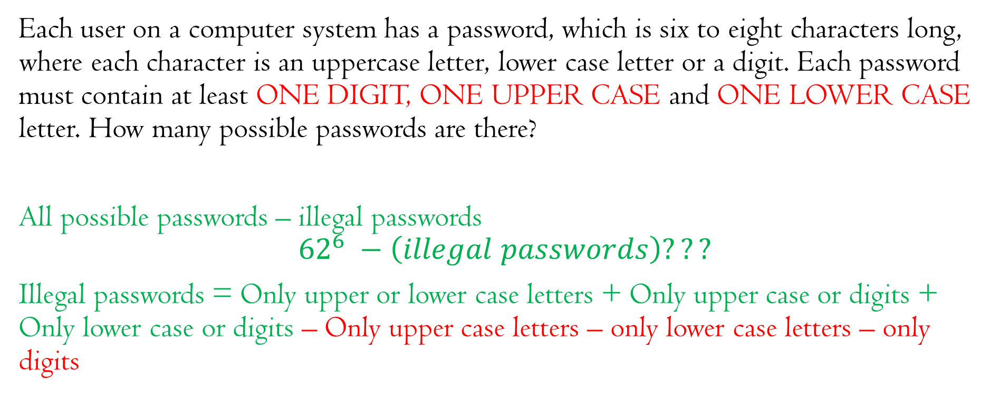 Each user on a computer system has a password, which is six to eight characters long,
where each character is an uppercase letter, lower case letter or a digit. Each password
must contain at least ONE DIGIT, ONE UPPER CASE and ONE LOWER CASE
letter. How many possible passwords are there?
All possible passwords – illegal passwords
62⁶ − (illegal passwords)???
Illegal passwords = Only upper or lower case letters + Only upper case or digits +
Only lower case or digits – Only upper case letters – only lower case letters – only
digits